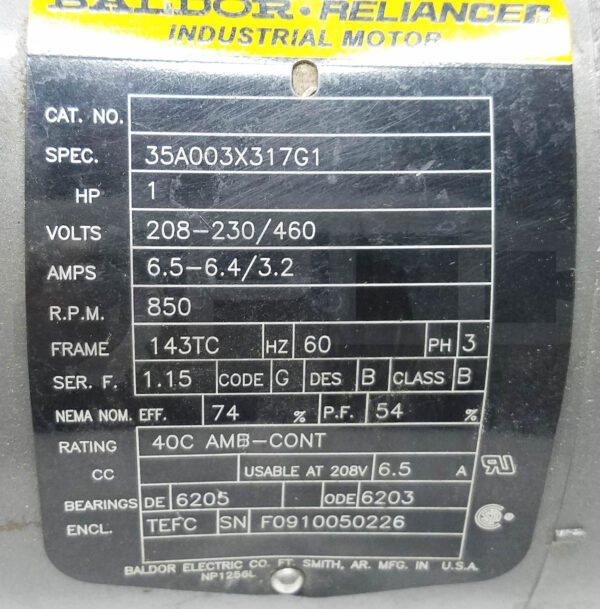 BALDOR · RELIANCER
INDUSTRIAL MOTOR
CAT. NO.
SPEC. 35A003X317G1
HP 1
VOLTS 208-230/460
AMPS 6.5-6.4/3.2
R.P.M. 850
FRAME 143TC HZ 60 PH 3
SER. F. 1.15 CODE G DES B CLASS B
NEMA NOM. EFF. 74 % P.F. 54 %
RATING 40C AMB-CONT
CC USABLE AT 208V 6.5 A
BEARINGS DE 6205 ODE 6203
ENCL. TEFC SN F0910050226
BALDOR ELECTRIC CO. FT. SMITH, AR. MFG. IN U.S.A.
NP1256L